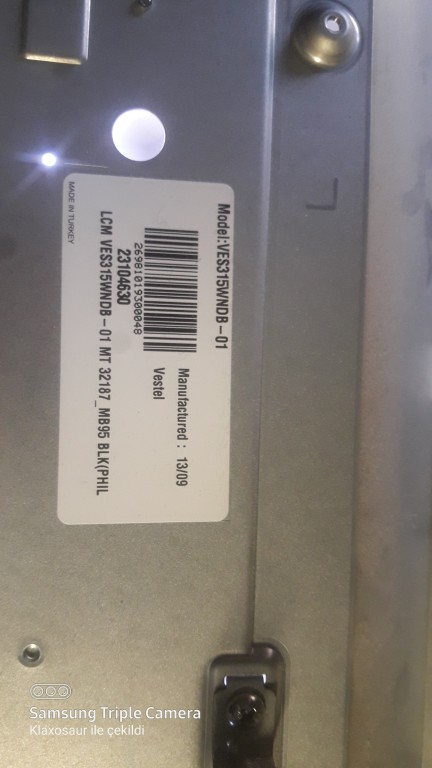 Model:VES315WNDB-01
Manufactured : 13/09
Vestel
26981019300048
23104630
LCM VES315WNDB-01 MT 32187_MB95 BLK(PHIL
MADE IN TURKEY
Samsung Triple Camera
Klaxosaur ile çekildi